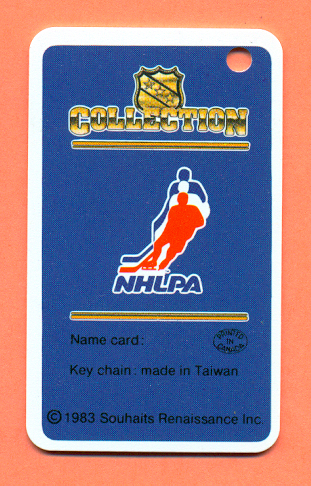 COLLECTION
NHLPA
Name card: PRINTED IN CANADA
Key chain: made in Taiwan
© 1983 Souhaits Renaissance Inc.